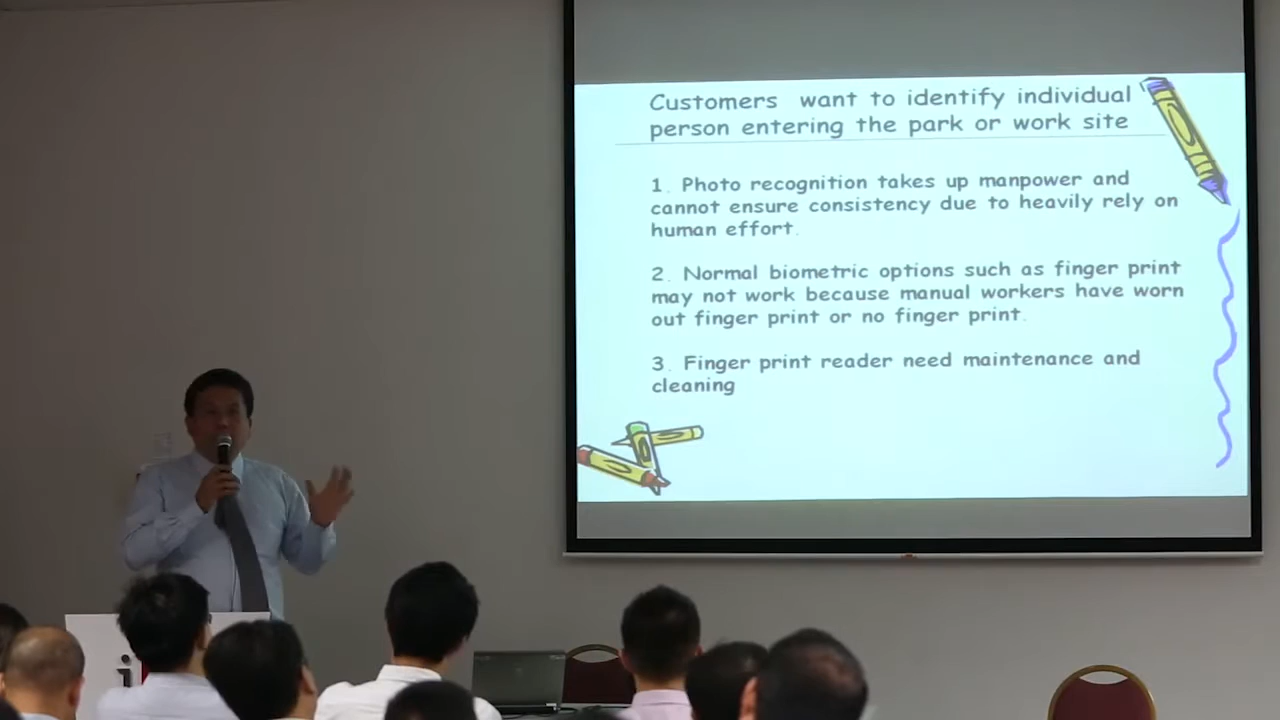 Customers want to identify individual
person entering the park or work site
1. Photo recognition takes up manpower and
cannot ensure consistency due to heavily rely on
human effort.
2. Normal biometric options such as finger print
may not work because manual workers have worn
out finger print or no finger print.
3. Finger print reader need maintenance and
cleaning